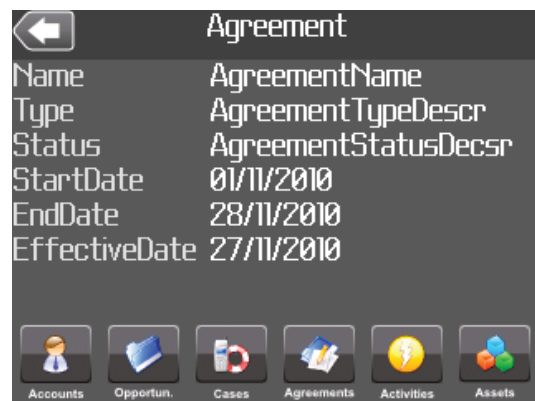 Agreement
Name AgreementName
Type AgreementTypeDescr
Status AgreementStatusDecsr
StartDate 01/11/2010
EndDate 28/11/2010
EffectiveDate 27/11/2010
Accounts Opportun. Cases Agreements Activities Assets